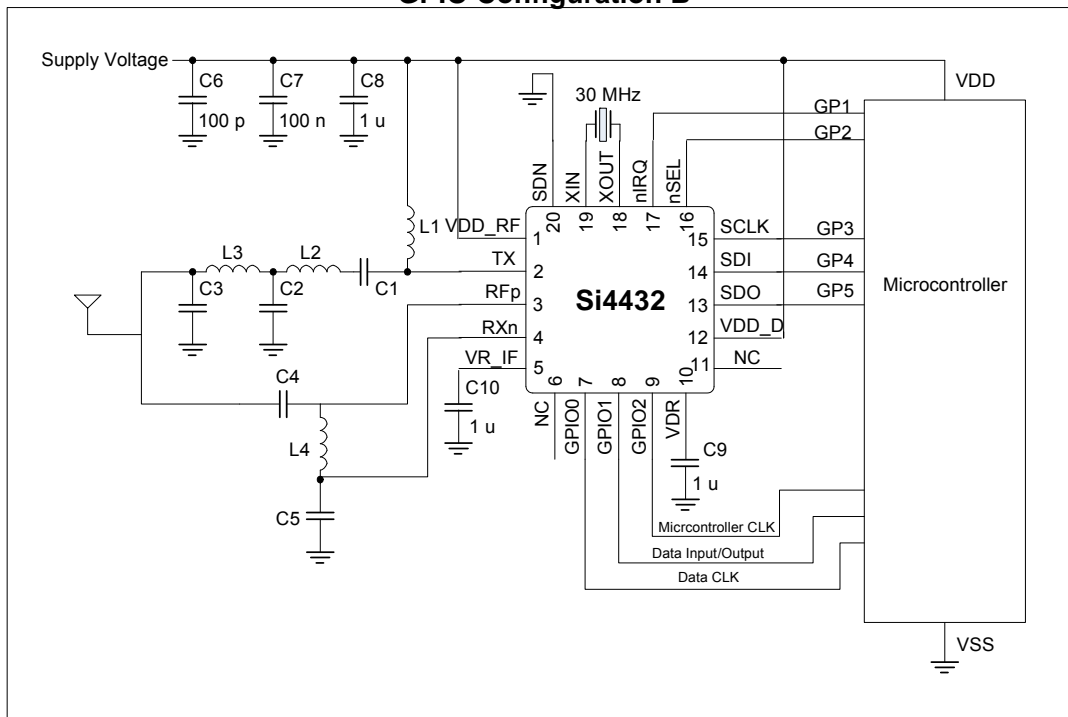 Supply Voltage
C6
C7
C8
100 p
100 n
1 u
30 MHz
VDD
GP1
GP2
SDN
XIN
XOUT
nIRQ
nSEL
20
19
18
17
16
L1
VDD_RF
1
15
SCLK
GP3
L3
L2
C1
TX
2
14
SDI
GP4
C3
C2
RFp
3
Si4432
13
SDO
GP5
Microcontroller
RXn
4
12
VDD_D
VR_IF
5
11
NC
C4
C10
1 u
6
7
8
9
10
NC
GPIO0
GPIO1
GPIO2
VDR
L4
C9
1 u
C5
Micrcontroller CLK
Data Input/Output
Data CLK
VSS